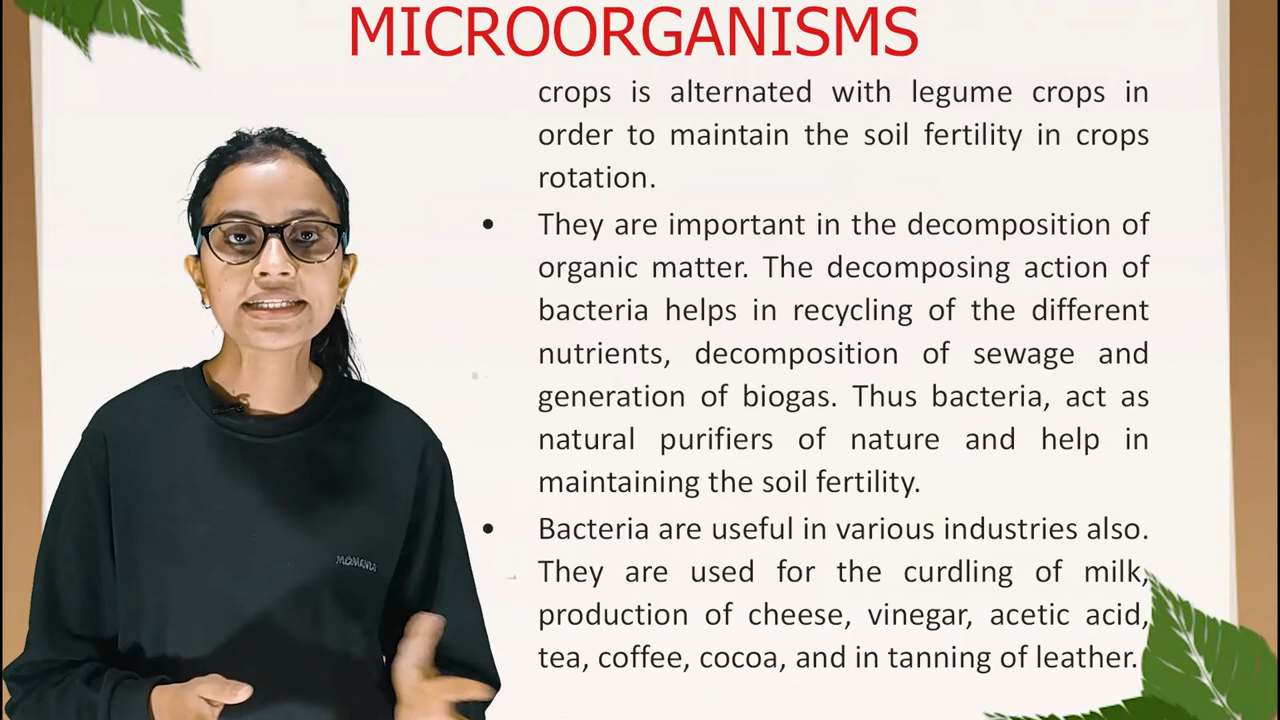 MICROORGANISMS
crops is alternated with legume crops in
order to maintain the soil fertility in crops
rotation.
• They are important in the decomposition of
organic matter. The decomposing action of
bacteria helps in recycling of the different
nutrients, decomposition of sewage and
generation of biogas. Thus bacteria, act as
natural purifiers of nature and help in
maintaining the soil fertility.
• Bacteria are useful in various industries also.
They are used for the curdling of milk,
production of cheese, vinegar, acetic acid,
tea, coffee, cocoa, and in tanning of leather.